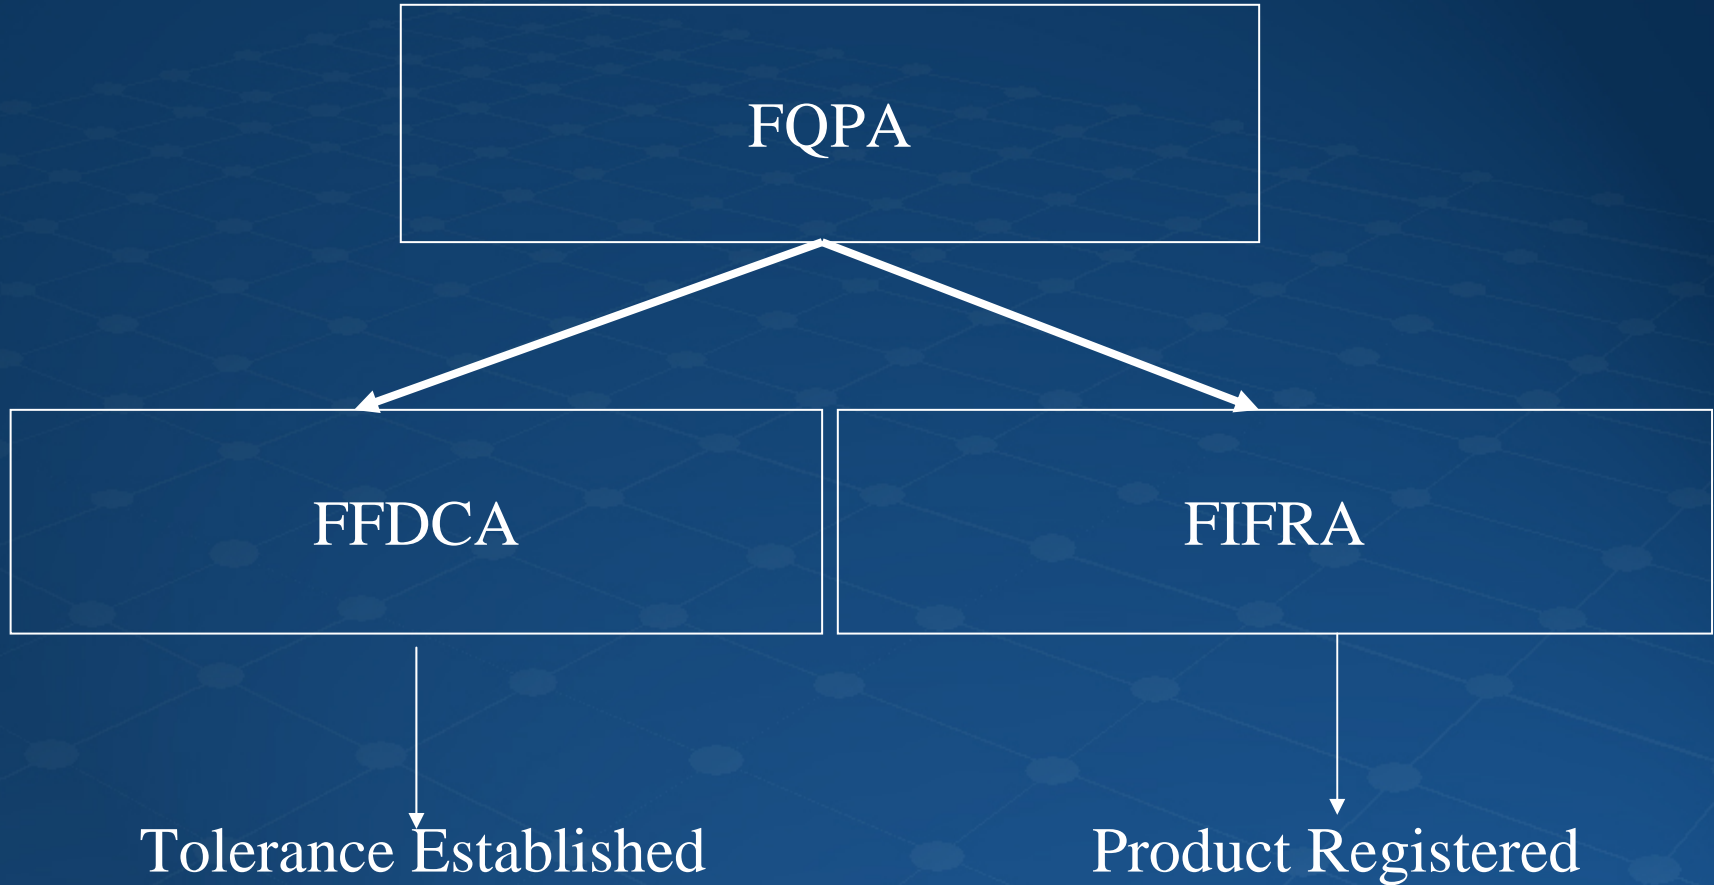 FQPA
FFDCA
FIFRA
Tolerance Established
Product Registered